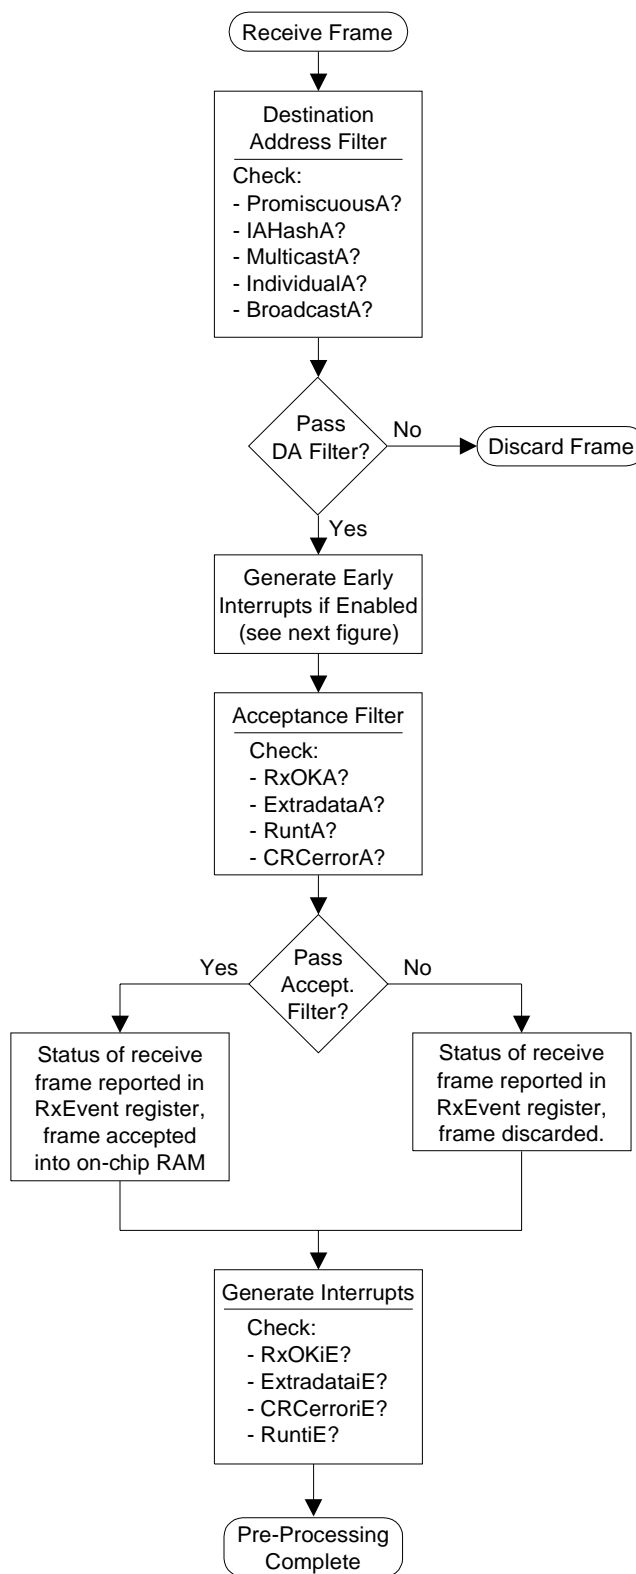 Receive Frame
Destination
Address Filter
Check:
- PromiscuousA?
- IAHashA?
- MulticastA?
- IndividualA?
- BroadcastA?
Pass
DA Filter?
No
Discard Frame
Yes
Generate Early
Interrupts if Enabled
(see next figure)
Acceptance Filter
Check:
- RxOKA?
- ExtradataA?
- RuntA?
- CRCerrorA?
Pass
Accept.
Filter?
Yes
No
Status of receive
frame reported in
RxEvent register,
frame accepted
into on-chip RAM
Status of receive
frame reported in
RxEvent register,
frame discarded.
Generate Interrupts
Check:
- RxOKiE?
- ExtradataiE?
- CRCerroriE?
- RuntiE?
Pre-Processing
Complete